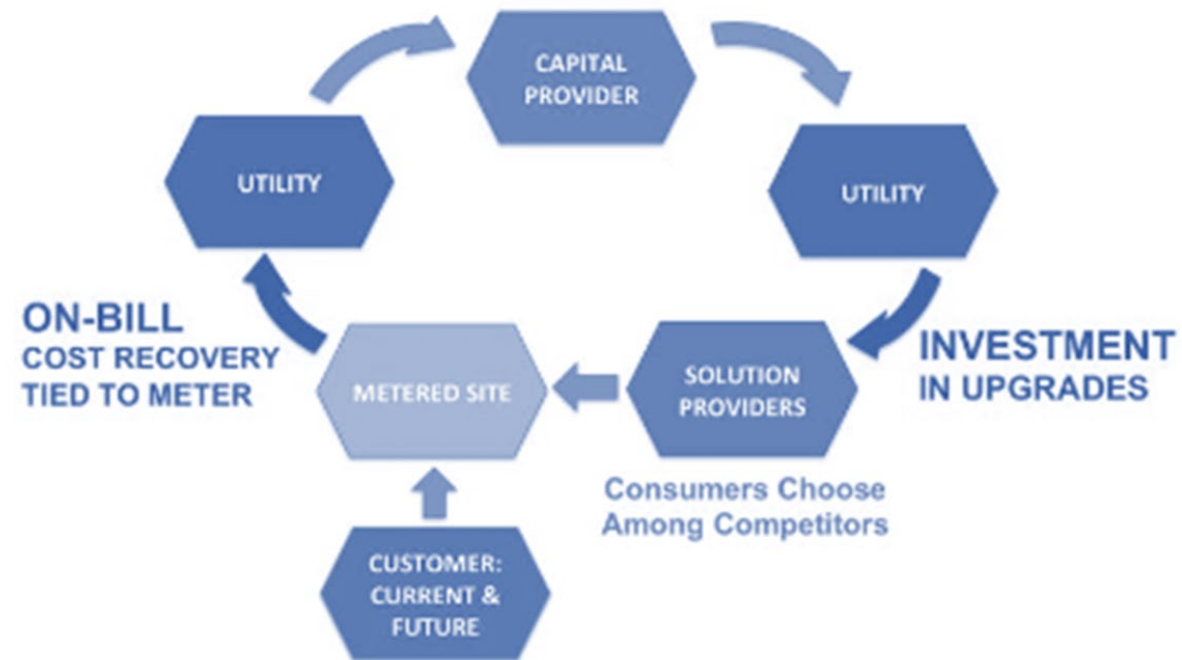 CAPITAL
PROVIDER
UTILITY
UTILITY
ON-BILL
COST RECOVERY
TIED TO METER
METERED SITE
SOLUTION
PROVIDERS
INVESTMENT
IN UPGRADES
Consumers Choose
Among Competitors
CUSTOMER:
CURRENT &
FUTURE